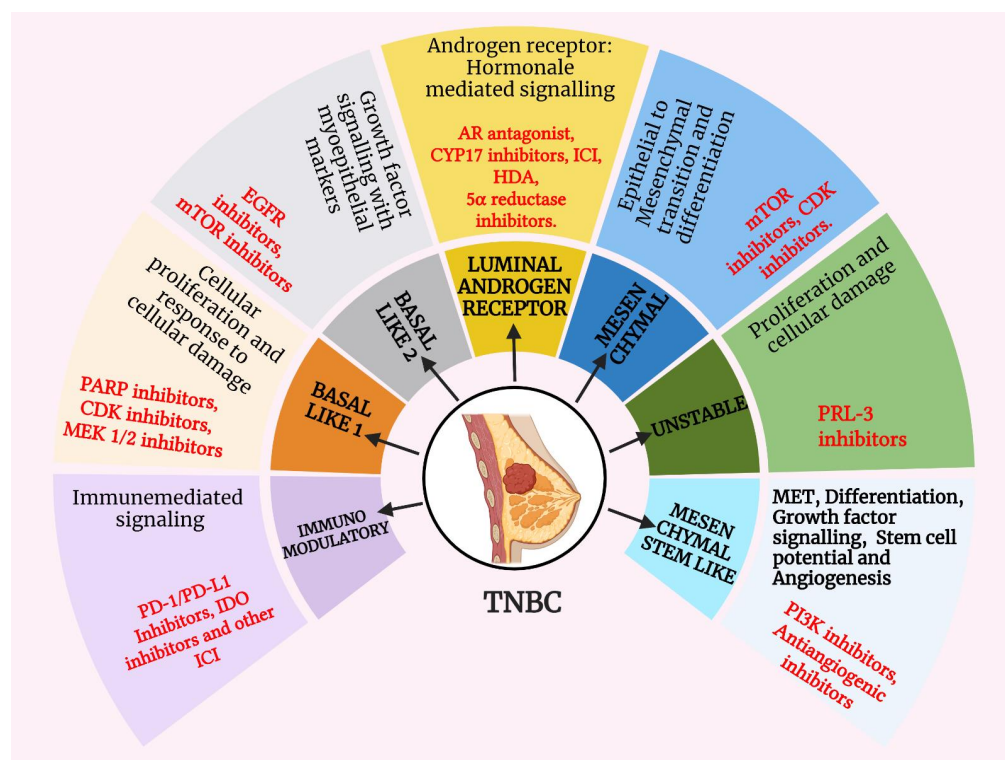 Androgen receptor:
Hormonale
mediated signalling
AR antagonist,
CYP17 inhibitors, ICI,
HDA,
5α reductase
inhibitors.
LUMINAL
ANDROGEN
RECEPTOR
Growth factor
signalling with
myoepithelial
markers
EGFR
inhibitors,
mTOR inhibitors
BASAL
LIKE 2
Epithelial to
Mesenchymal
transition and
differentiation
mTOR
inhibitors, CDK
inhibitors.
MESEN
CHYMAL
Cellular
proliferation and
response to
cellular damage
PARP inhibitors,
CDK inhibitors,
MEK 1/2 inhibitors
BASAL
LIKE 1
Proliferation and
cellular damage
PRL-3
inhibitors
UNSTABLE
Immunemediated
signaling
PD-1/PD-L1
Inhibitors, IDO
inhibitors and other
ICI
IMMUNO
MODULATORY
MET, Differentiation,
Growth factor
signalling, Stem cell
potential and
Angiogenesis
PI3K inhibitors,
Antiangiogenic
inhibitors
MESEN
CHYMAL
STEM LIKE
TNBC